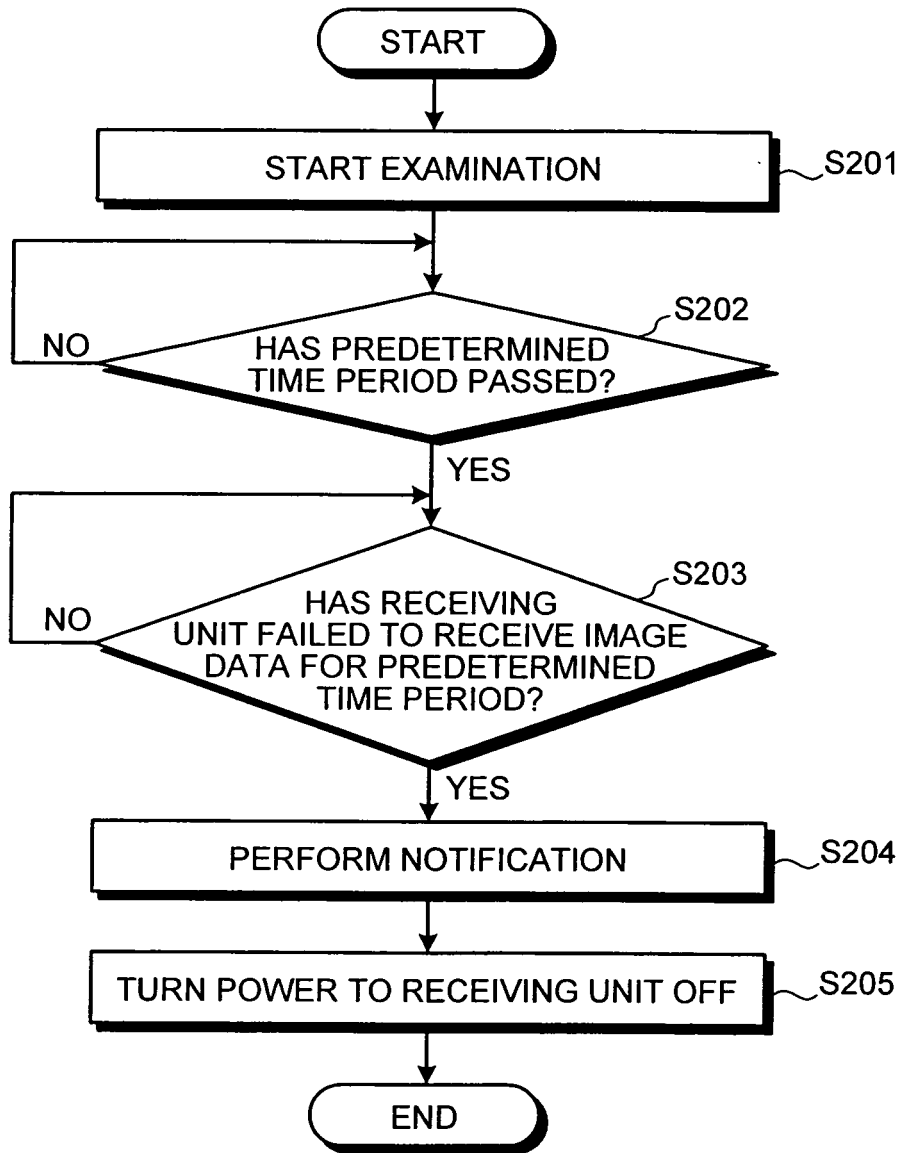 START
START EXAMINATION
S201
S202
HAS PREDETERMINED
TIME PERIOD PASSED?
NO
YES
S203
HAS RECEIVING
UNIT FAILED TO RECEIVE IMAGE
DATA FOR PREDETERMINED
TIME PERIOD?
NO
YES
PERFORM NOTIFICATION
S204
TURN POWER TO RECEIVING UNIT OFF
S205
END